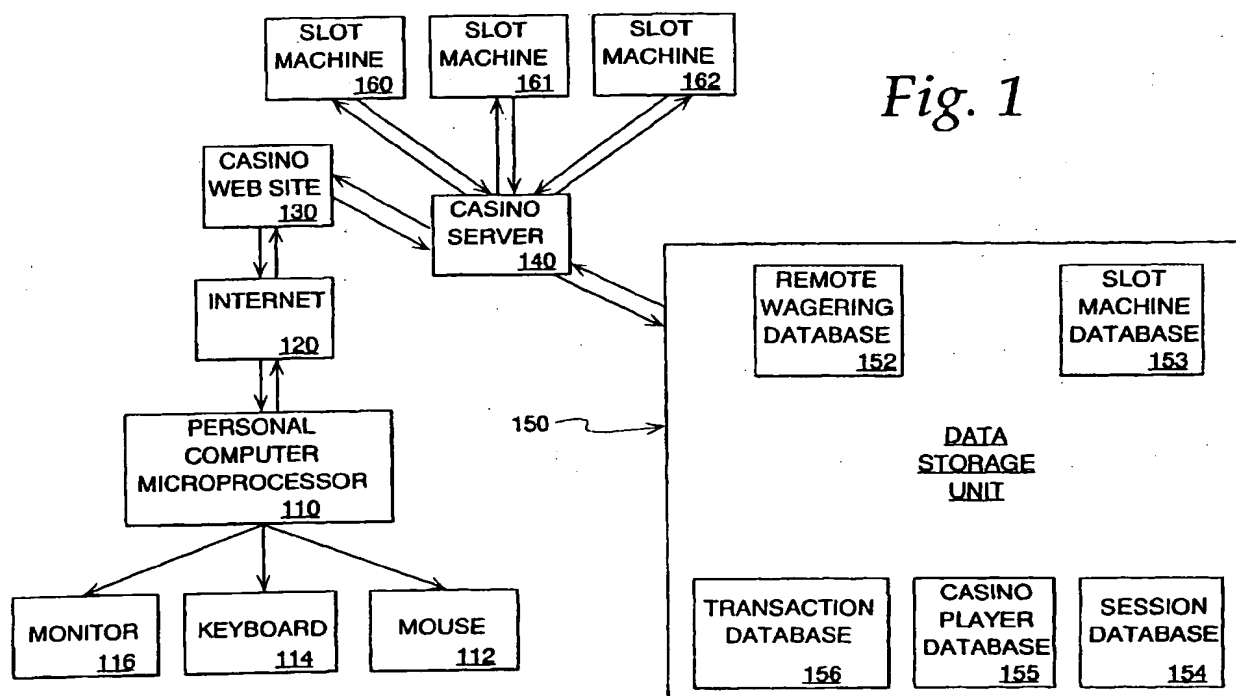 SLOT
MACHINE
160
SLOT
MACHINE
161
SLOT
MACHINE
162
Fig. 1
CASINO
WEB SITE
130
CASINO
SERVER
140
INTERNET
120
PERSONAL
COMPUTER
MICROPROCESSOR
110
MONITOR
116
KEYBOARD
114
MOUSE
112
150
REMOTE
WAGERING
DATABASE
152
SLOT
MACHINE
DATABASE
153
DATA
STORAGE
UNIT
TRANSACTION
DATABASE
156
CASINO
PLAYER
DATABASE
155
SESSION
DATABASE
154